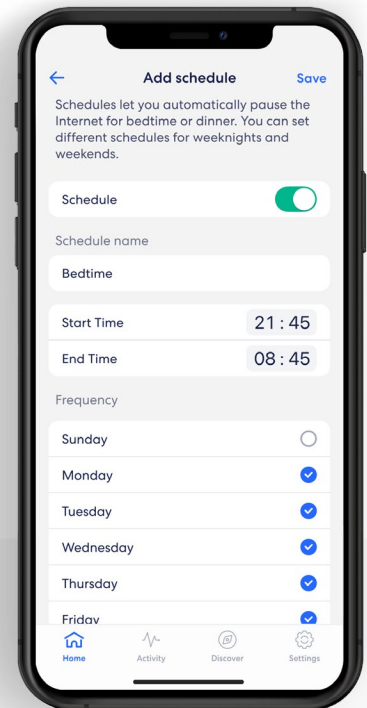 Add schedule
Save
Schedules let you automatically pause the
Internet for bedtime or dinner. You can set
different schedules for weeknights and
weekends.
Schedule
Schedule name
Bedtime
Start Time 21 : 45
End Time 08 : 45
Frequency
Sunday
Monday
Tuesday
Wednesday
Thursday
Friday
Home Activity Discover Settings